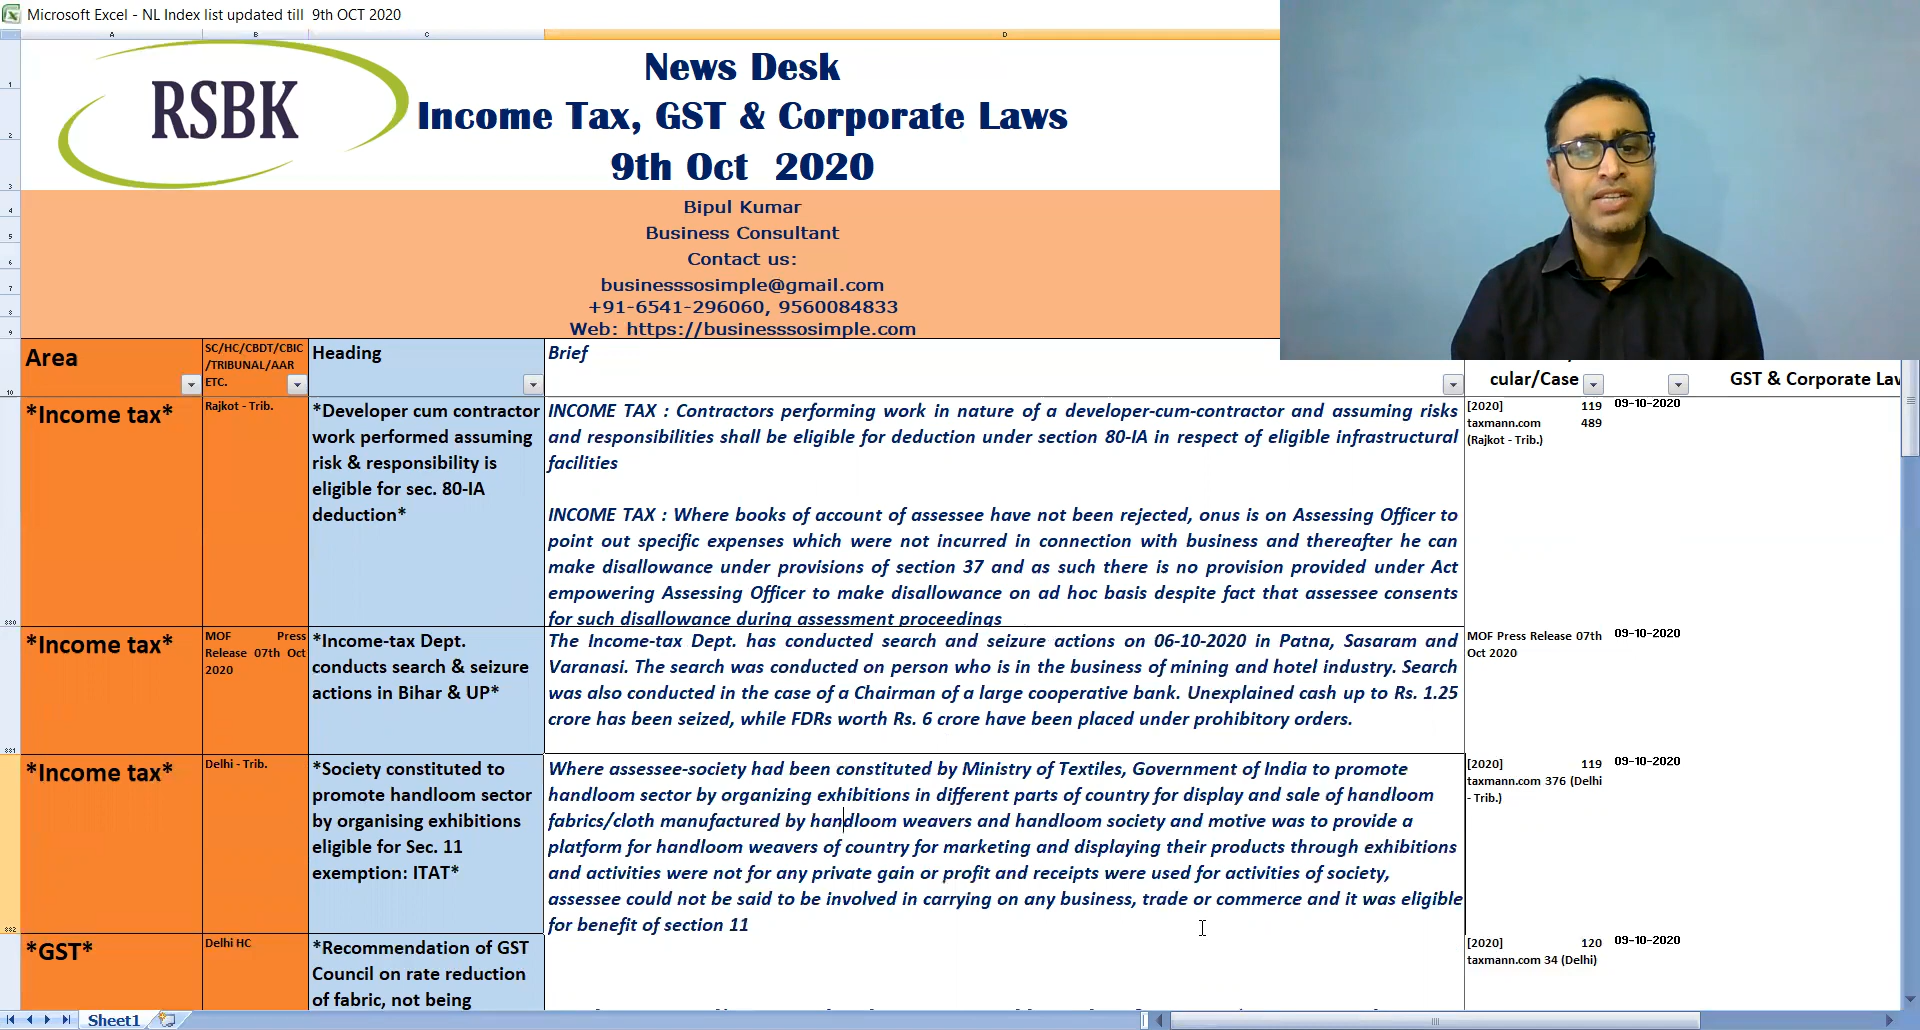 Microsoft Excel - NL Index list updated till  9th OCT 2020
A
B
C
D
RSBK
News Desk
Income Tax, GST & Corporate Laws
9th Oct  2020
Bipul Kumar
Business Consultant
Contact us:
businesssosimple@gmail.com
+91-6541-296060, 9560084833
Web: https://businesssosimple.com
1
2
3
4
5
6
7
8
9
10
Area
SC/HC/CBDT/CBIC
/TRIBUNAL/AAR
ETC.
Heading
Brief
cular/Case
GST & Corporate Lav
*Income tax*
Rajkot - Trib.
*Developer cum contractor
work performed assuming
risk & responsibility is
eligible for sec. 80-IA
deduction*
INCOME TAX : Contractors performing work in nature of a developer-cum-contractor and assuming risks
and responsibilities shall be eligible for deduction under section 80-IA in respect of eligible infrastructural
facilities
INCOME TAX : Where books of account of assessee have not been rejected, onus is on Assessing Officer to
point out specific expenses which were not incurred in connection with business and thereafter he can
make disallowance under provisions of section 37 and as such there is no provision provided under Act
empowering Assessing Officer to make disallowance on ad hoc basis despite fact that assessee consents
for such disallowance during assessment proceedings
[2020] 119
taxmann.com 489
(Rajkot - Trib.)
09-10-2020
330
*Income tax*
MOF Press
Release 07th Oct
2020
*Income-tax Dept.
conducts search & seizure
actions in Bihar & UP*
The Income-tax Dept. has conducted search and seizure actions on 06-10-2020 in Patna, Sasaram and
Varanasi. The search was conducted on person who is in the business of mining and hotel industry. Search
was also conducted in the case of a Chairman of a large cooperative bank. Unexplained cash up to Rs. 1.25
crore has been seized, while FDRs worth Rs. 6 crore have been placed under prohibitory orders.
MOF Press Release 07th
Oct 2020
09-10-2020
331
*Income tax*
Delhi - Trib.
*Society constituted to
promote handloom sector
by organising exhibitions
eligible for Sec. 11
exemption: ITAT*
Where assessee-society had been constituted by Ministry of Textiles, Government of India to promote
handloom sector by organizing exhibitions in different parts of country for display and sale of handloom
fabrics/cloth manufactured by handloom weavers and handloom society and motive was to provide a
platform for handloom weavers of country for marketing and displaying their products through exhibitions
and activities were not for any private gain or profit and receipts were used for activities of society,
assessee could not be said to be involved in carrying on any business, trade or commerce and it was eligible
for benefit of section 11
[2020] 119
taxmann.com 376 (Delhi
- Trib.)
09-10-2020
332
*GST*
Delhi HC
*Recommendation of GST
Council on rate reduction
of fabric, not being
[2020] 120
taxmann.com 34 (Delhi)
09-10-2020
Sheet1